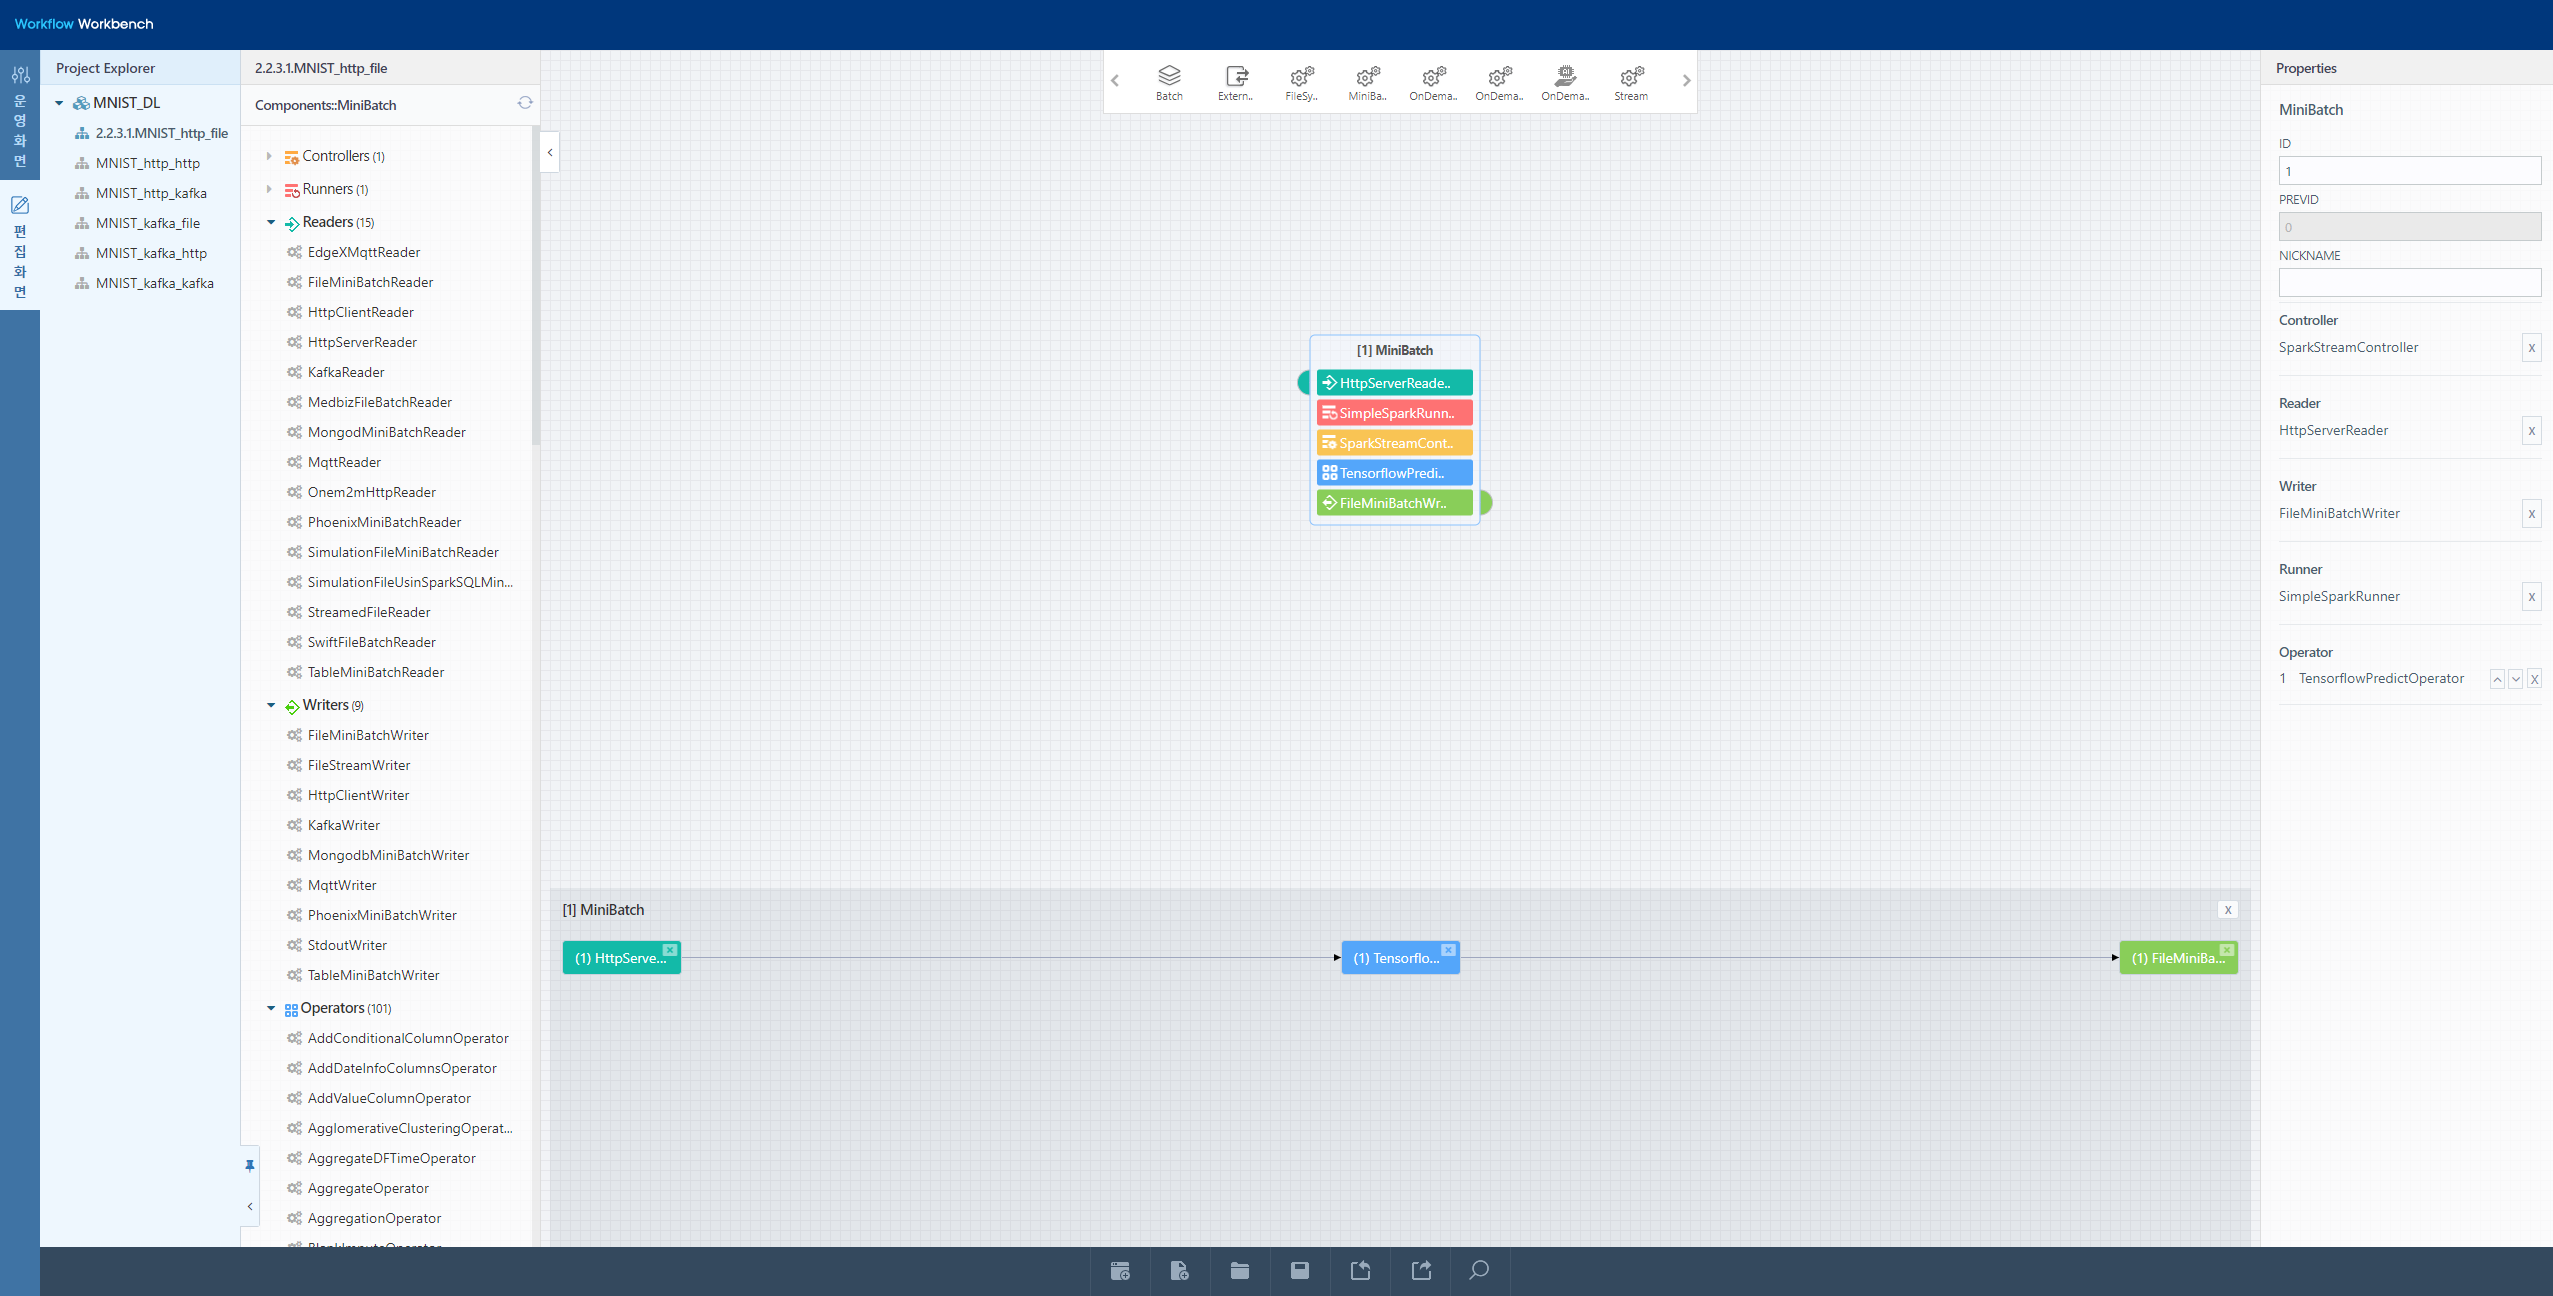 Workflow Workbench
운영화면
편집화면
Project Explorer
MNIST_DL
2.2.3.1.MNIST_http_file
MNIST_http_http
MNIST_http_kafka
MNIST_kafka_file
MNIST_kafka_http
MNIST_kafka_kafka
2.2.3.1.MNIST_http_file
Components::MiniBatch
Controllers (1)
Runners (1)
Readers (15)
EdgeXMqttReader
FileMiniBatchReader
HttpClientReader
HttpServerReader
KafkaReader
MedbizFileBatchReader
MongodMiniBatchReader
MqttReader
Onem2mHttpReader
PhoenixMiniBatchReader
SimulationFileMiniBatchReader
SimulationFileUsinSparkSQLMin...
StreamedFileReader
SwiftFileBatchReader
TableMiniBatchReader
Writers (9)
FileMiniBatchWriter
FileStreamWriter
HttpClientWriter
KafkaWriter
MongodbMiniBatchWriter
MqttWriter
PhoenixMiniBatchWriter
StdoutWriter
TableMiniBatchWriter
Operators (101)
AddConditionalColumnOperator
AddDateInfoColumnsOperator
AddValueColumnOperator
AgglomerativeClusteringOperat...
AggregateDFTimeOperator
AggregateOperator
AggregationOperator
Batch
Extern..
FileSy..
MiniBa..
OnDema..
OnDema..
OnDema..
Stream
[1] MiniBatch
HttpServerReade..
SimpleSparkRunn..
SparkStreamCont..
TensorflowPredi..
FileMiniBatchWr..
[1] MiniBatch
X
(1) HttpServe...
(1) Tensorflo...
(1) FileMiniBa...
Properties
MiniBatch
ID
1
PREVID
0
NICKNAME
Controller
SparkStreamController X
Reader
HttpServerReader X
Writer
FileMiniBatchWriter X
Runner
SimpleSparkRunner X
Operator
1 TensorflowPredictOperator X